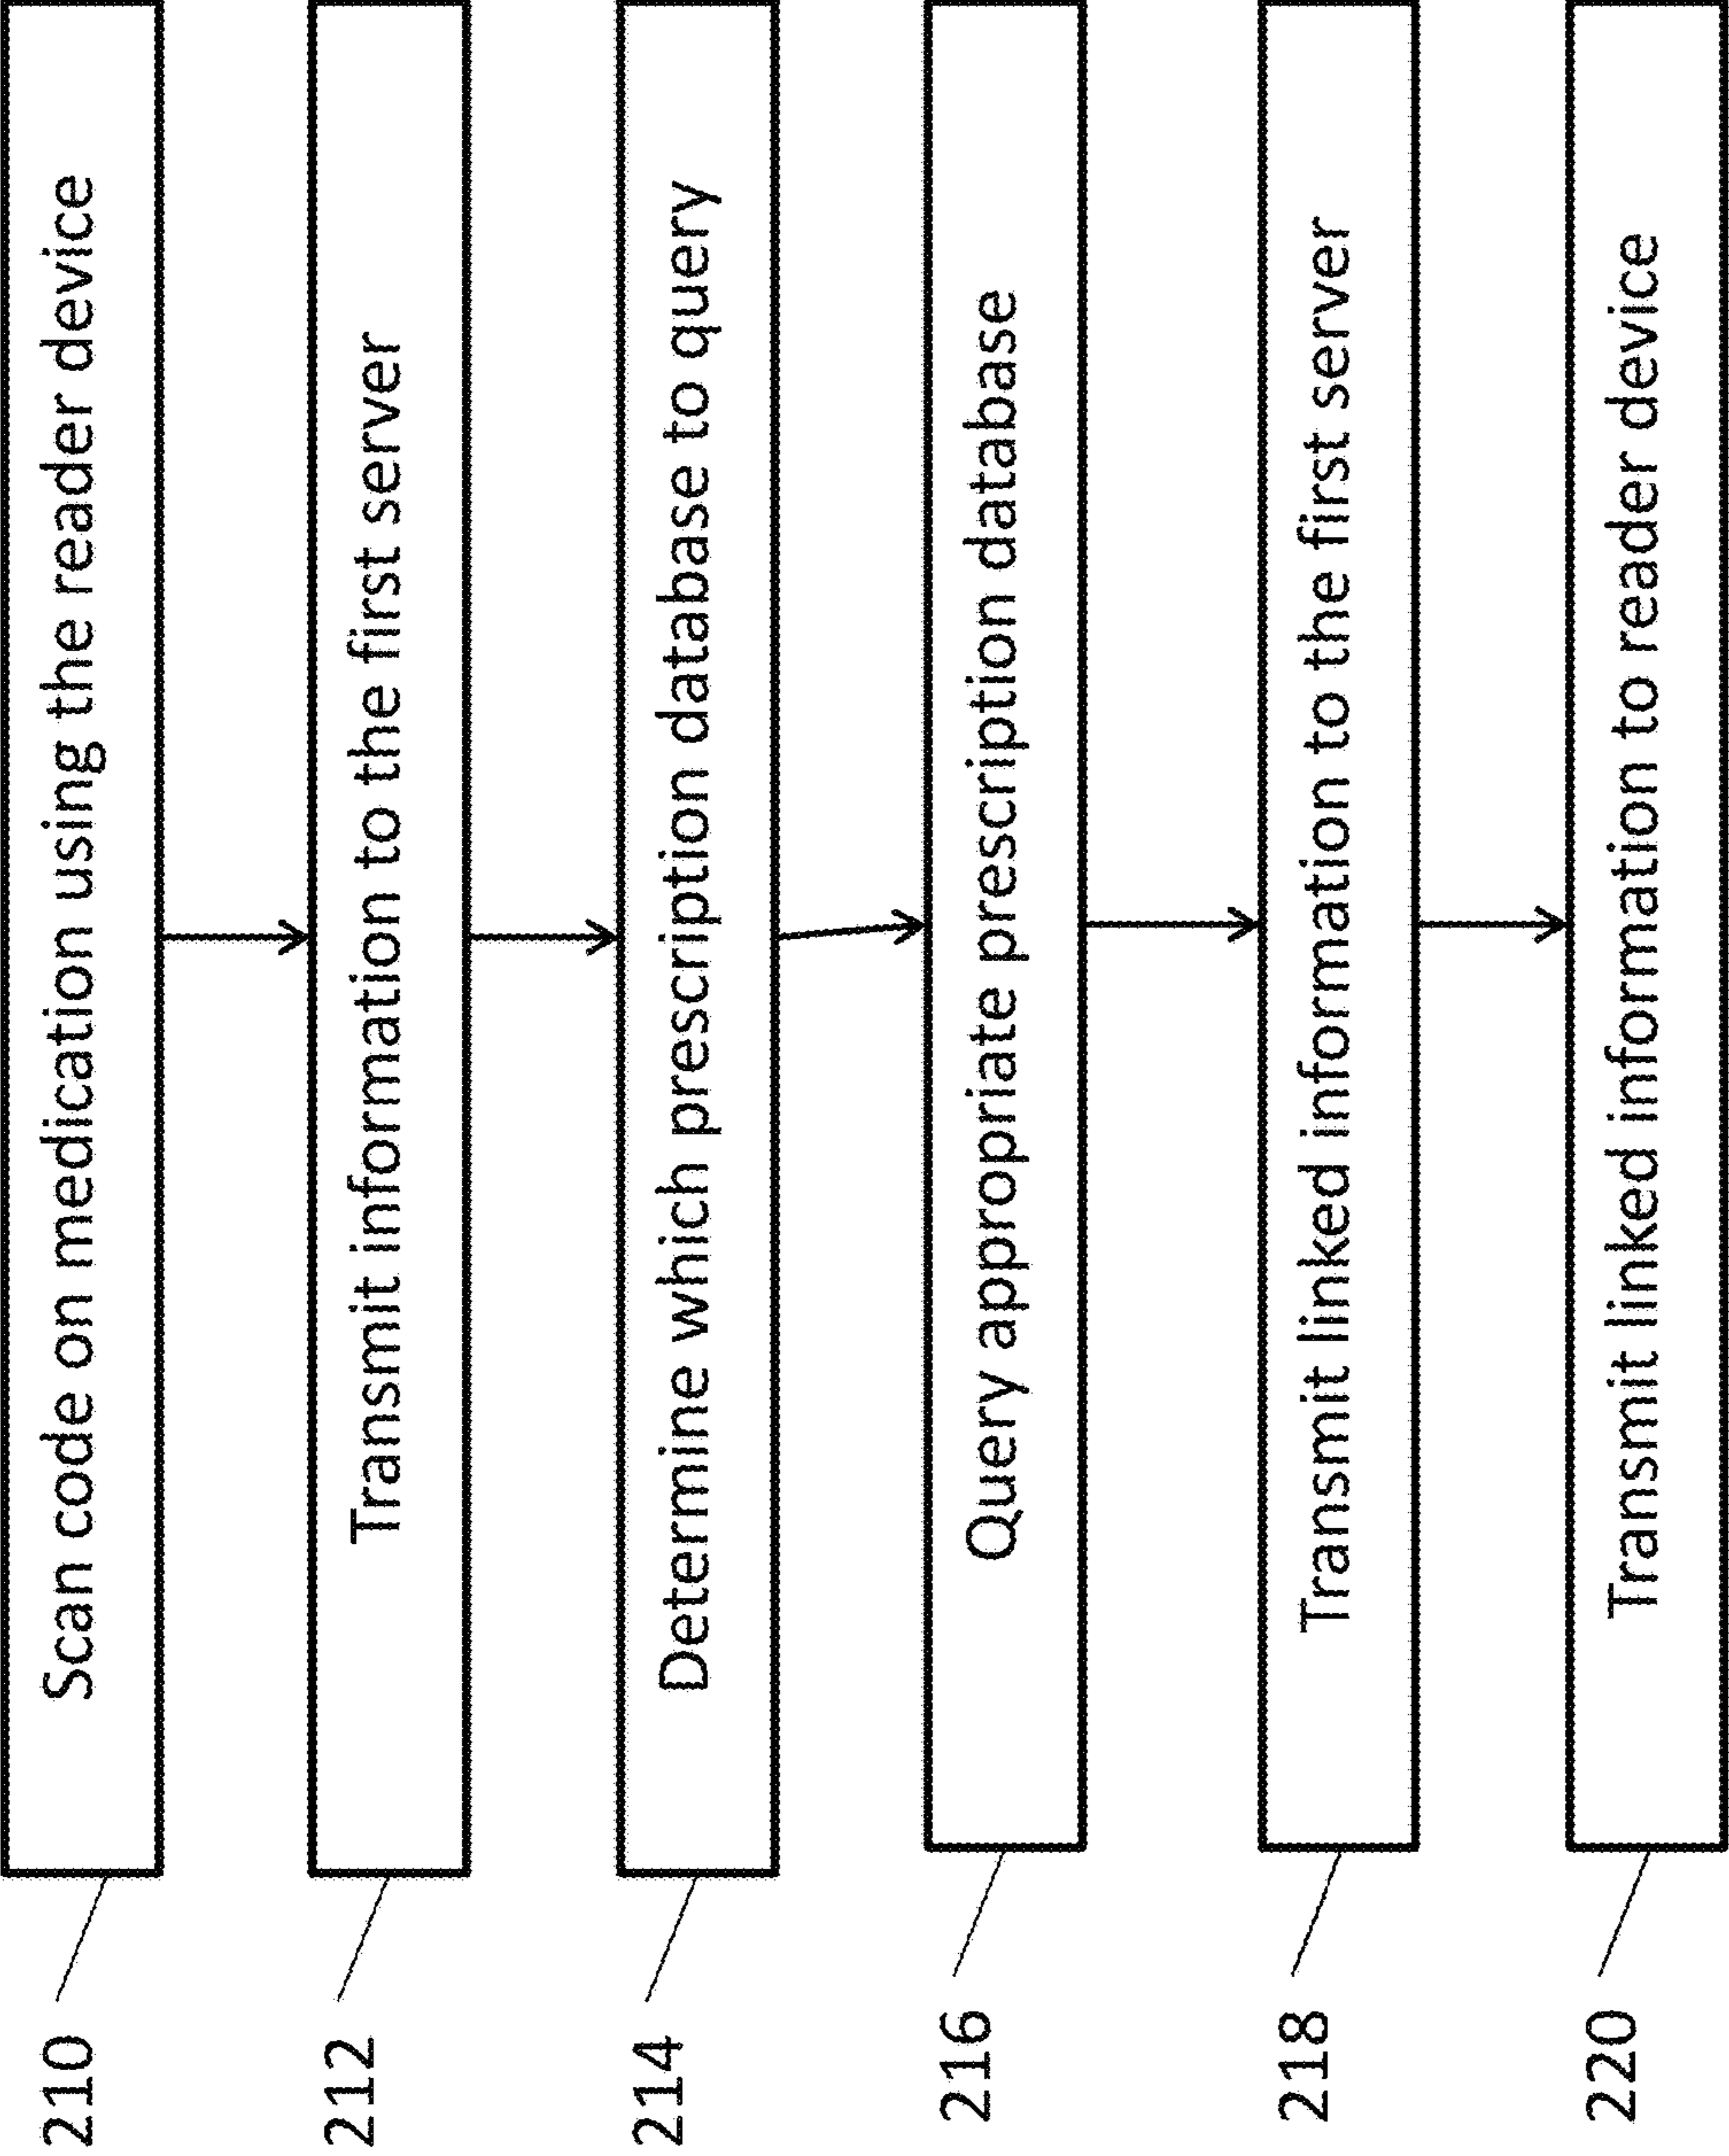 210 Scan code on medication using the reader device
212 Transmit information to the first server
214 Determine which prescription database to query
216 Query appropriate prescription database
218 Transmit linked information to the first server
220 Transmit linked information to reader device